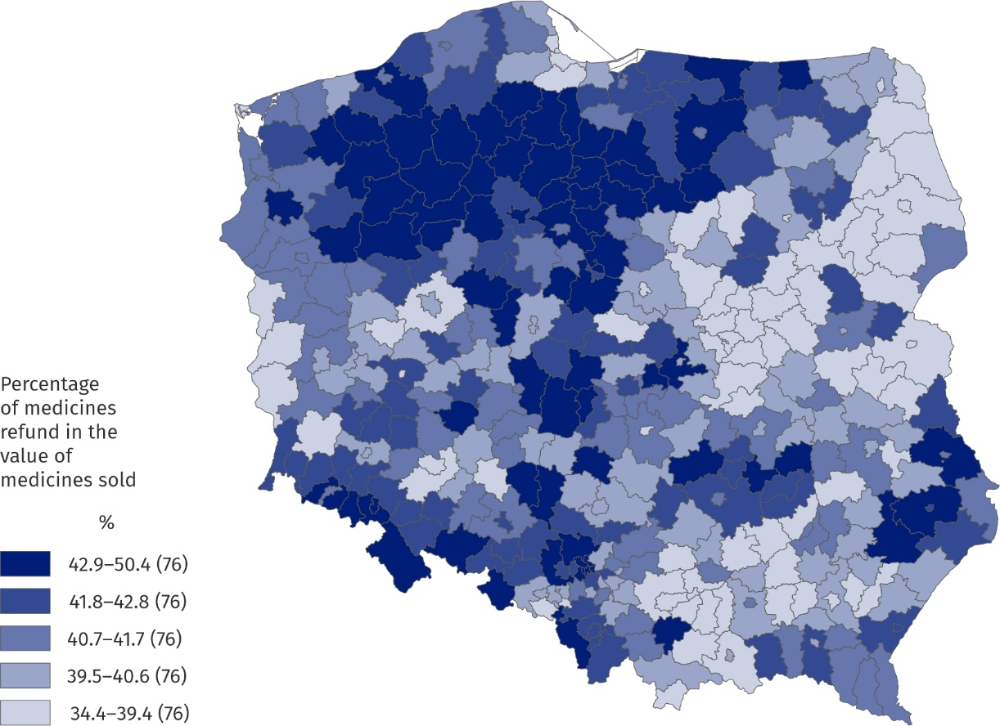 Percentage
of medicines
refund in the
value of
medicines sold
%
42.9–50.4 (76)
41.8–42.8 (76)
40.7–41.7 (76)
39.5–40.6 (76)
34.4–39.4 (76)